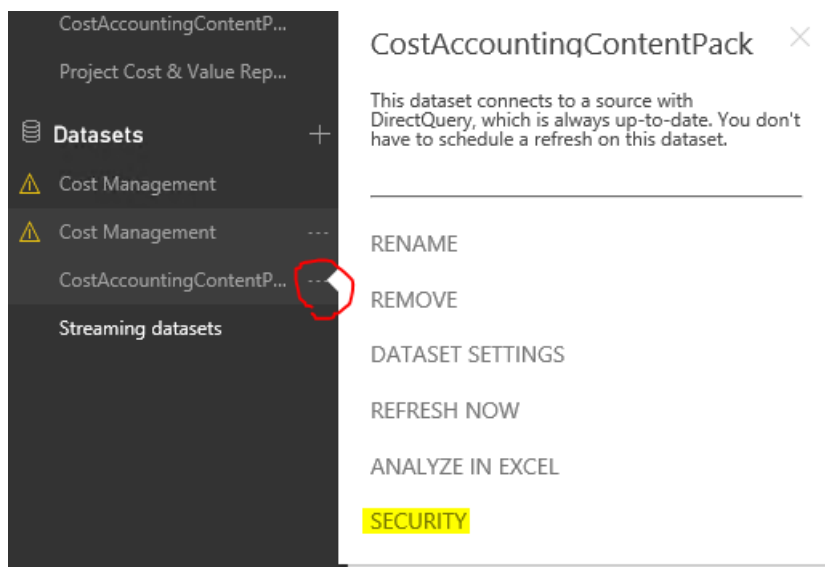 CostAccountingContentP...
Project Cost & Value Rep...
Datasets
Cost Management
Cost Management
CostAccountingContentP...
Streaming datasets
CostAccountingContentPack
This dataset connects to a source with
DirectQuery, which is always up-to-date. You don't
have to schedule a refresh on this dataset.
RENAME
REMOVE
DATASET SETTINGS
REFRESH NOW
ANALYZE IN EXCEL
SECURITY